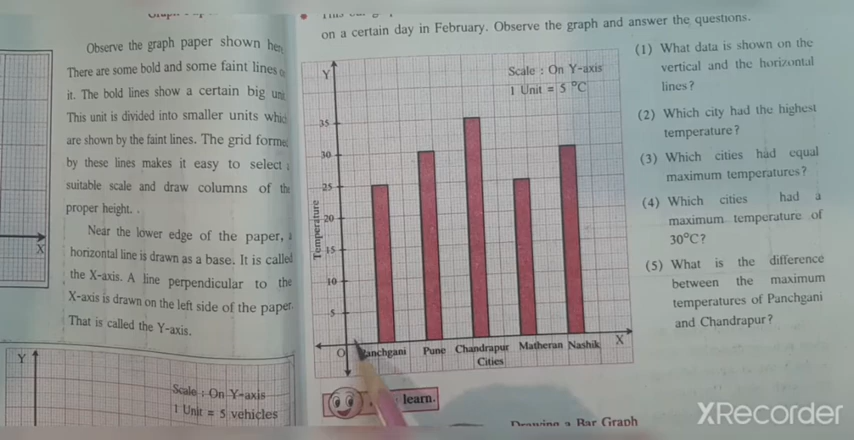 Observe the graph paper shown
There are some bold and some faint lines
it. The bold lines show a certain big
This unit is divided into smaller units
are shown by the faint lines. The grid
by these lines makes it easy to select
suitable scale and draw columns of the
proper height.
Near the lower edge of the paper,
horizontal line is drawn as a base. It is called
the X-axis. A line perpendicular to the
X-axis is drawn on the left side of the paper.
That is called the Y-axis.
X
Y
Scale : On Y-axis
1 Unit = 5 vehicles
on a certain day in February. Observe the graph and answer the questions.
Y
Scale : On Y-axis
1 Unit = 5 °C
35
30
25
20
15
10
5
Temperature
O
Panchgani Pune Chandrapur Matheran Nashik X
Cities
learn.
(1) What data is shown on the
vertical and the horizontal
lines?
(2) Which city had the highest
temperature?
(3) Which cities had equal
maximum temperatures?
(4) Which cities had a
maximum temperature of
30°C?
(5) What is the difference
between the maximum
temperatures of Panchgani
and Chandrapur?
Drawing a Bar Graph
XRecorder